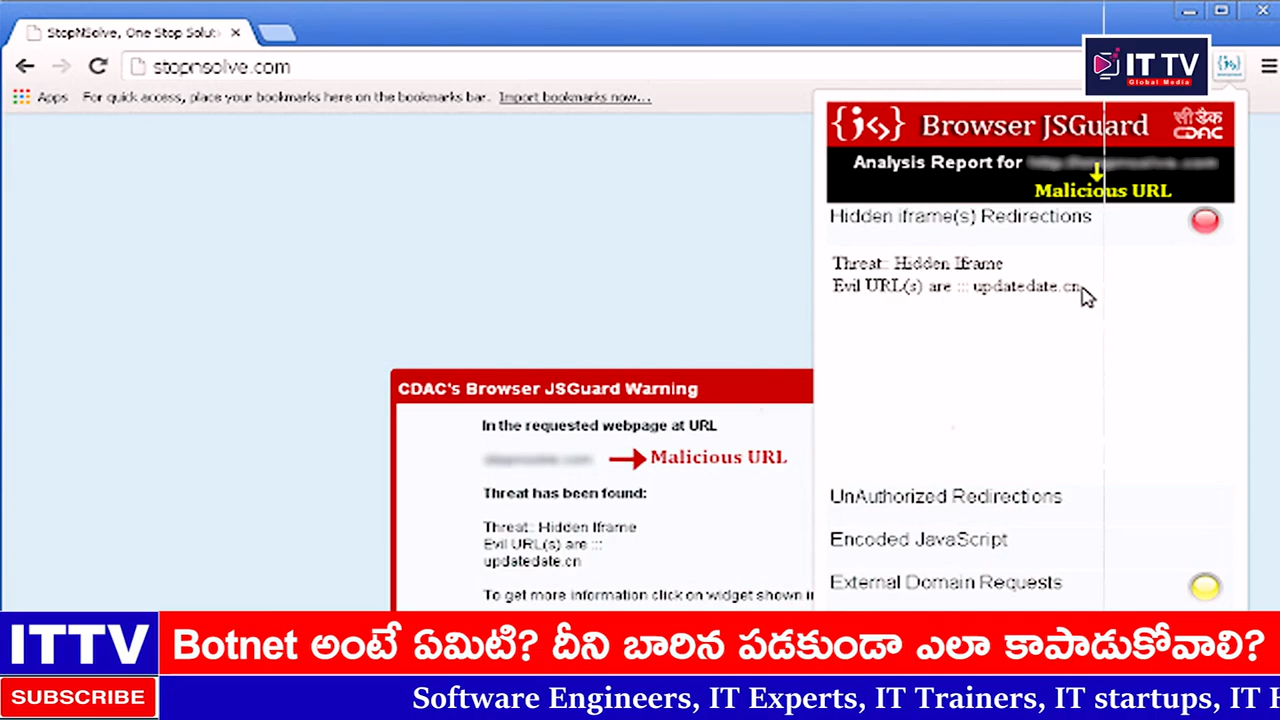 StopNSolve, One Stop Solut
stopnsolve.com
Apps For quick access, place your bookmarks here on the bookmarks bar. Import bookmarks now...
IT TV
Global Media
{js} Browser JSGuard सी डैक CDAC
Analysis Report for
Malicious URL
Hidden iframe(s) Redirections
Threat:: Hidden Iframe
Evil URL(s) are ::: updatedate.cn
UnAuthorized Redirections
Encoded JavaScript
External Domain Requests
CDAC's Browser JSGuard Warning
In the requested webpage at URL
Malicious URL
Threat has been found:
Threat:: Hidden Iframe
Evil URL(s) are :::
updatedate.cn
To get more information click on widget shown in
ITTV Botnet అంటే ఏమిటి? దీని బారిన పడకుండా ఎలా కాపాడుకోవాలి?
SUBSCRIBE Software Engineers, IT Experts, IT Trainers, IT startups, IT